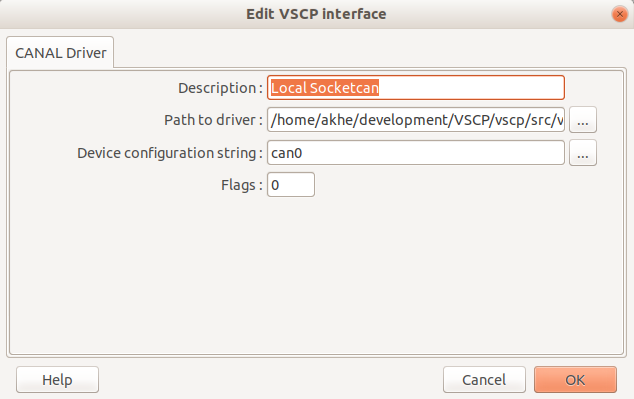 Edit VSCP interface
CANAL Driver
Description : Local Socketcan
Path to driver : /home/akhe/development/VSCP/vscp/src/v ...
Device configuration string : can0 ...
Flags : 0
Help Cancel OK